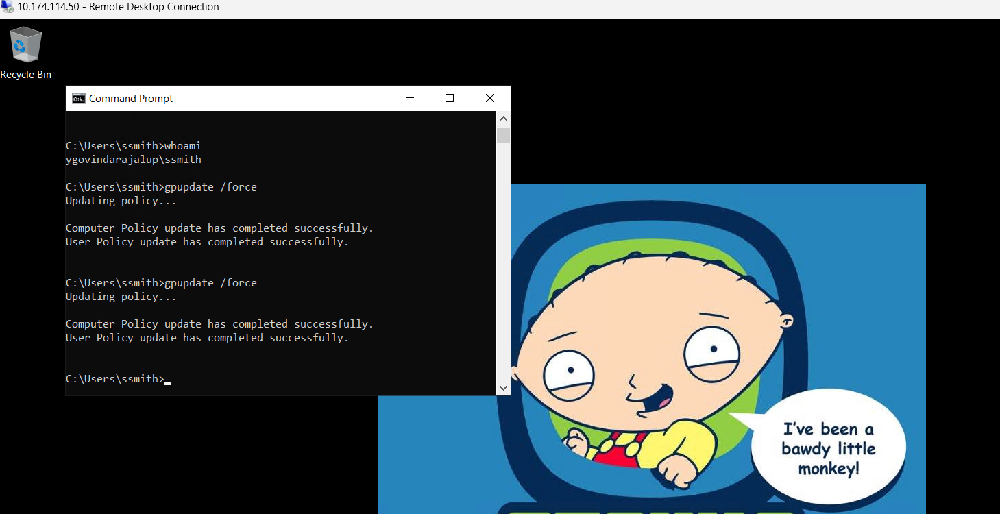 10.174.114.50 - Remote Desktop Connection
Recycle Bin
Command Prompt
C:\Users\ssmith>whoami
ygovindarajalup\ssmith
C:\Users\ssmith>gpupdate /force
Updating policy...
Computer Policy update has completed successfully.
User Policy update has completed successfully.
C:\Users\ssmith>gpupdate /force
Updating policy...
Computer Policy update has completed successfully.
User Policy update has completed successfully.
C:\Users\ssmith>
I've been a
bawdy little
monkey!